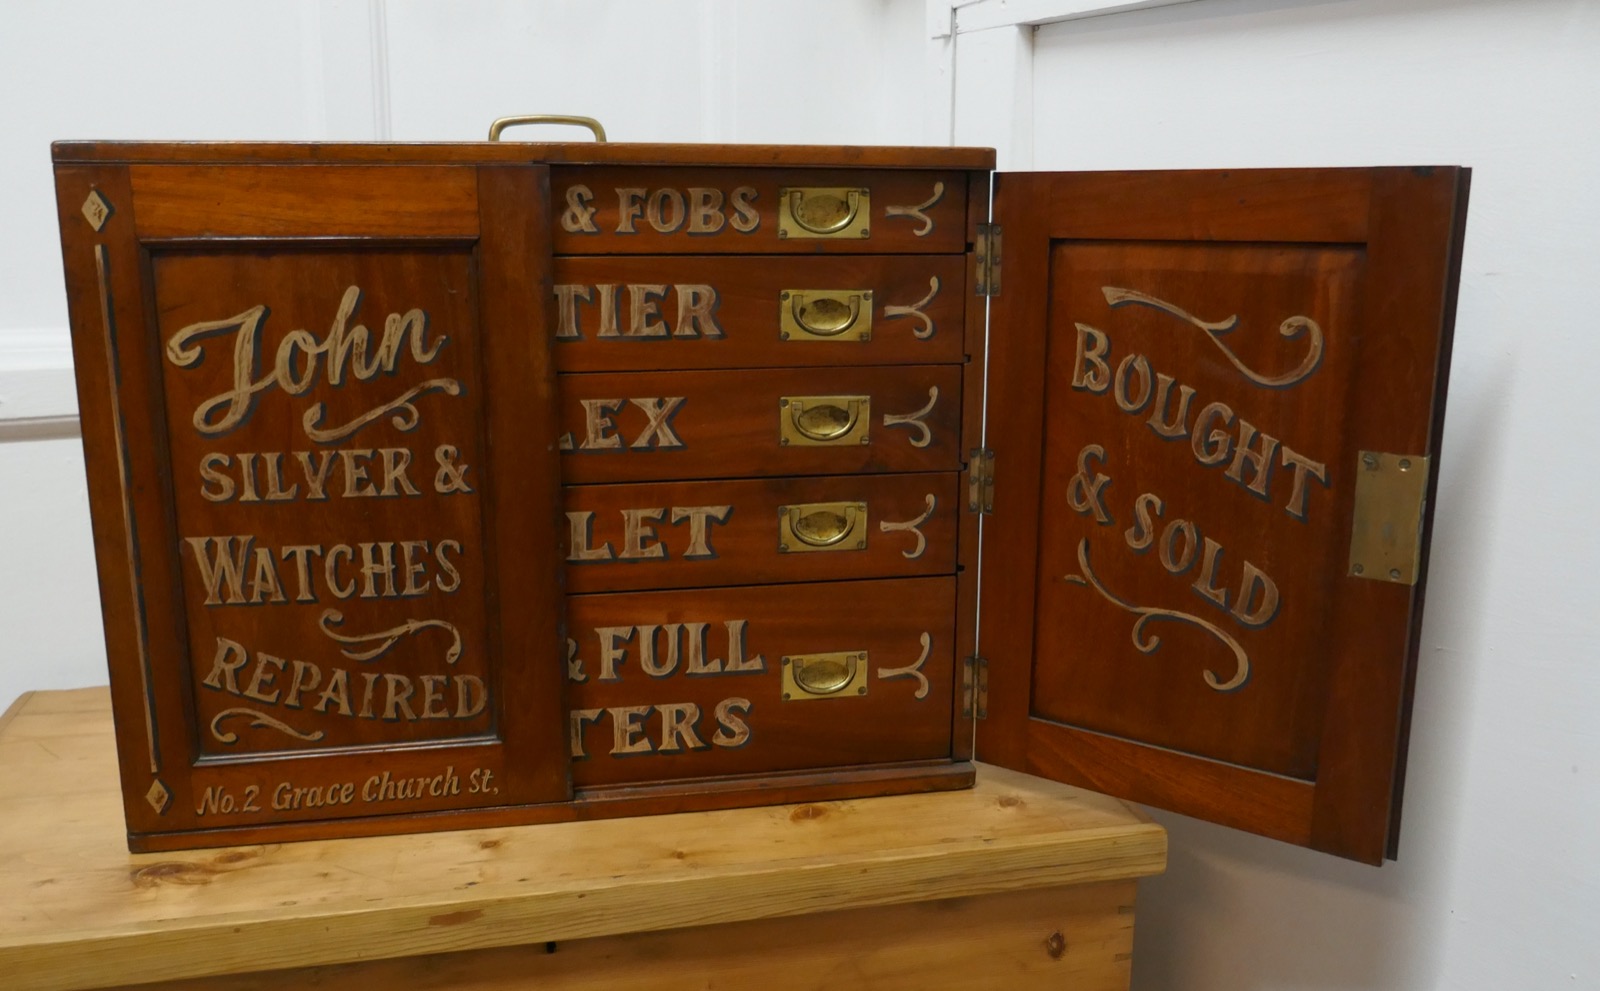 John
SILVER &
WATCHES
REPAIRED
No.2 Grace Church St,
& FOBS
TIER
LEX
LET
& FULL
TERS
BOUGHT
& SOLD